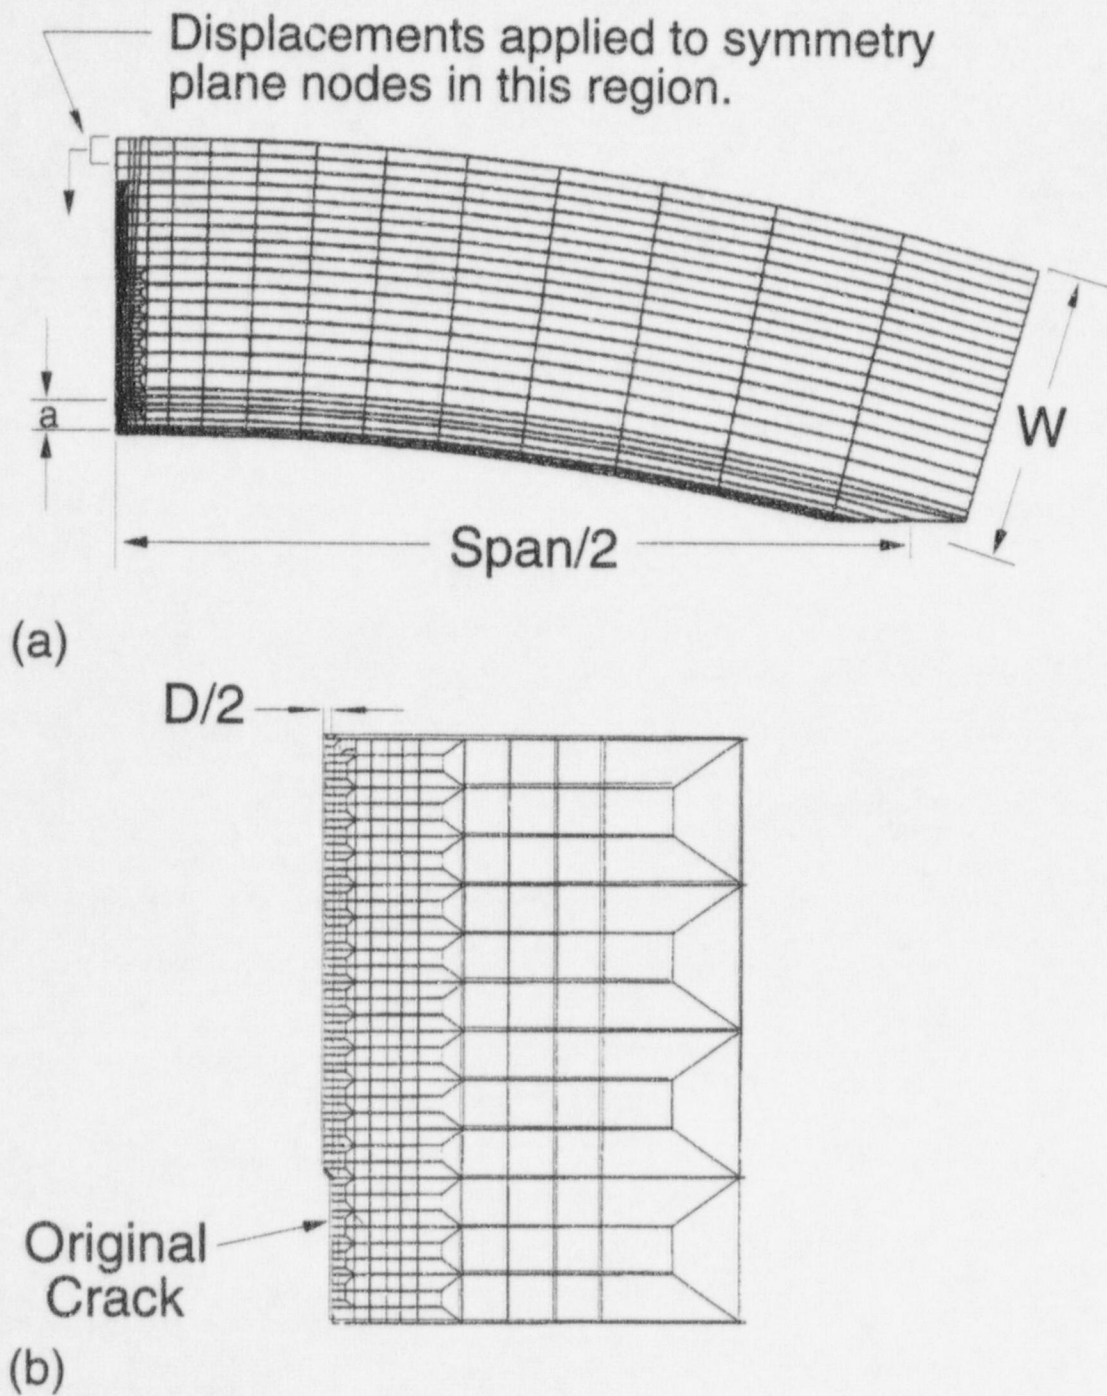 Displacements applied to symmetry
plane nodes in this region.
a
W
Span/2
(a)
D/2
Original
Crack
(b)